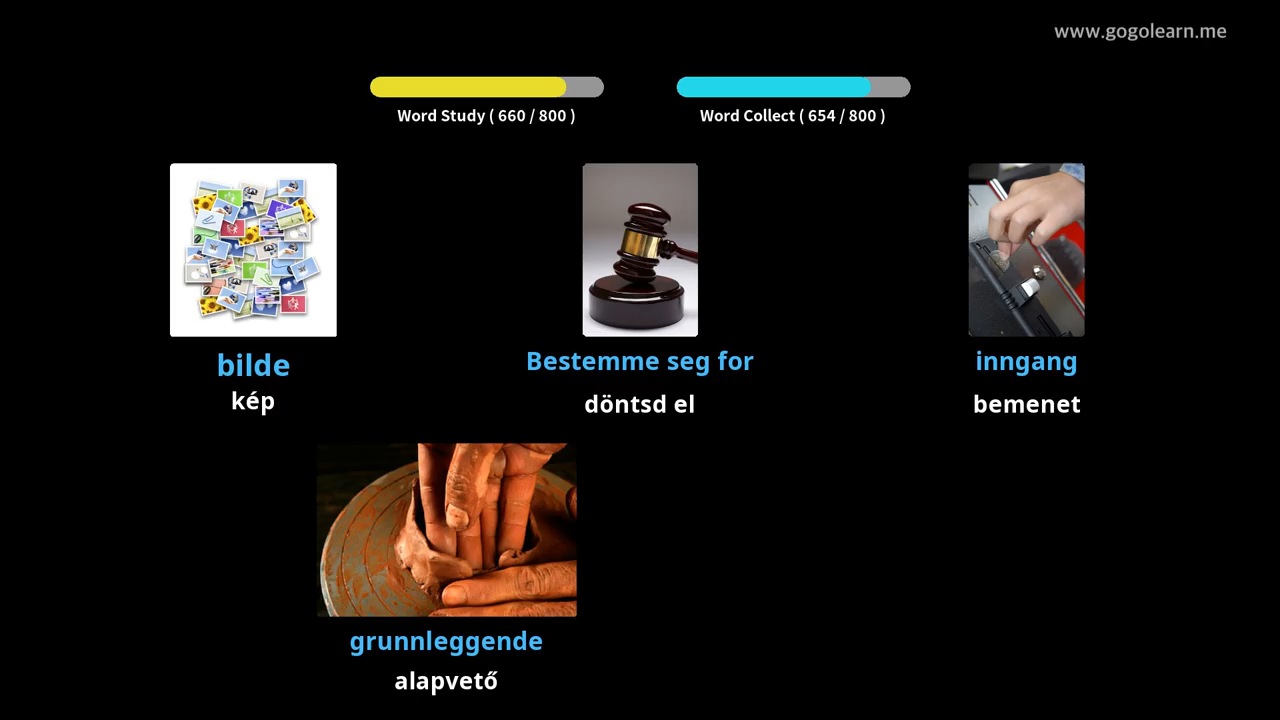 www.gogolearn.me
Word Study ( 660 / 800 )
Word Collect ( 654 / 800 )
bilde
kép
Bestemme seg for
döntsd el
inngang
bemenet
grunnleggende
alapvető